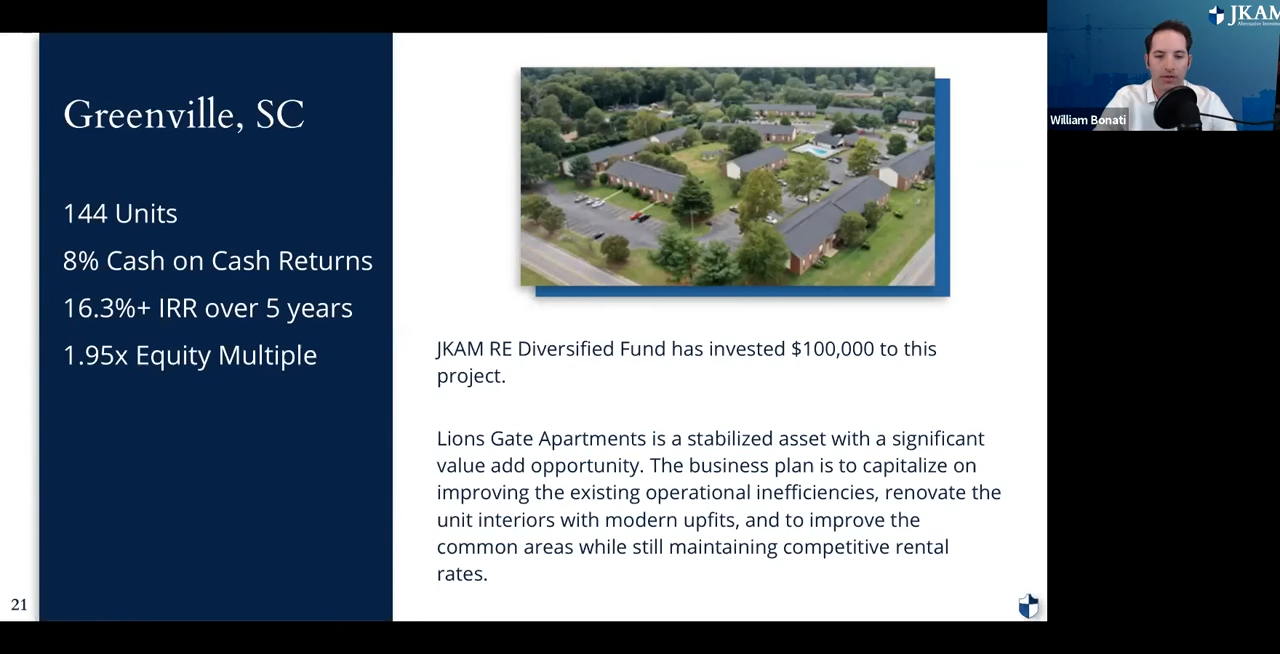 Greenville, SC
144 Units
8% Cash on Cash Returns
16.3%+ IRR over 5 years
1.95x Equity Multiple
JKAM RE Diversified Fund has invested $100,000 to this
project.
Lions Gate Apartments is a stabilized asset with a significant
value add opportunity. The business plan is to capitalize on
improving the existing operational inefficiencies, renovate the
unit interiors with modern upfits, and to improve the
common areas while still maintaining competitive rental
rates.
21
JKAM
William Bonati